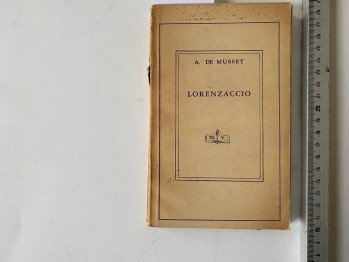 A. DE MUSSET
LORENZACCIO